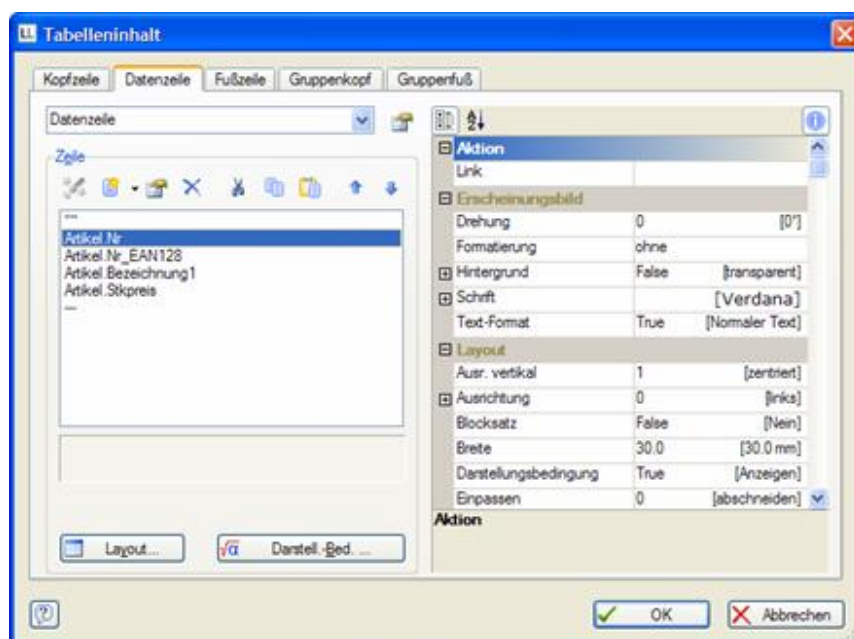 LL Tabelleninhalt
Kopfzeile Datenzeile Fußzeile Gruppenkopf Gruppenfuß
Datenzeile
Zeile
Artikel.Nr
Artikel.Nr_EAN128
Artikel.Bezeichnung1
Artikel.Stkpreis
Layout...
√α Darstell.-Bed. ...
A Z
Aktion
Link
Erscheinungsbild
Drehung 0 [0°]
Formatierung ohne
Hintergrund False [transparent]
Schrift [Verdana]
Text-Format True [Normaler Text]
Layout
Ausr. vertikal 1 [zentriert]
Ausrichtung 0 [links]
Blocksatz False [Nein]
Breite 30.0 [30.0 mm]
Darstellungsbedingung True [Anzeigen]
Einpassen 0 [abschneiden]
Aktion
OK Abbrechen